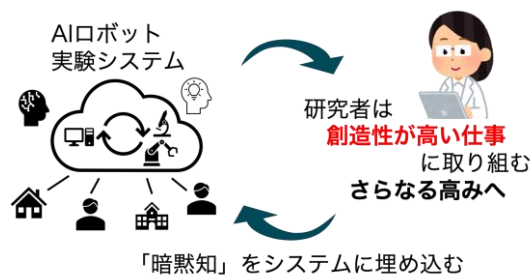 AIロボット
実験システム
研究者は
創造性が高い仕事
に取り組む
さらなる高みへ
「暗黙知」をシステムに埋め込む